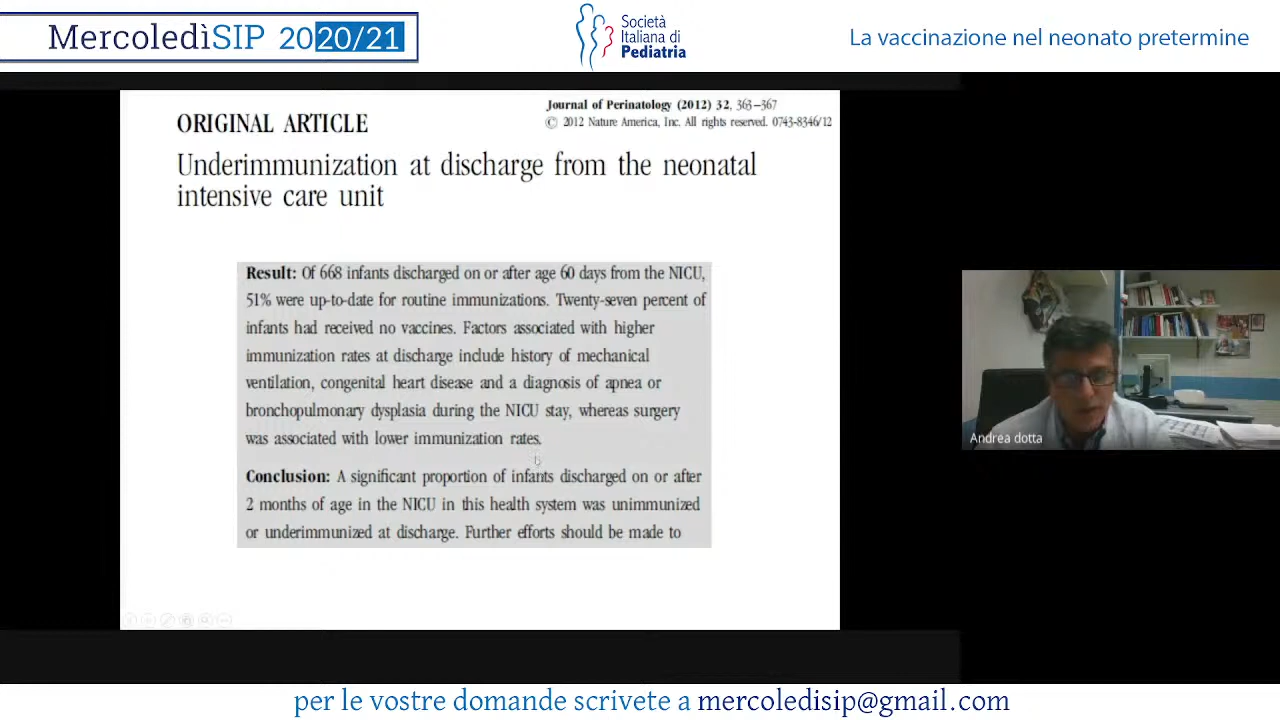 MercoledìSIP 2020/21
Società
Italiana di
Pediatria
La vaccinazione nel neonato pretermine
Journal of Perinatology (2012) 32, 363–367
© 2012 Nature America, Inc. All rights reserved. 0743-8346/12
ORIGINAL ARTICLE
Underimmunization at discharge from the neonatal
intensive care unit
Result: Of 668 infants discharged on or after age 60 days from the NICU,
51% were up-to-date for routine immunizations. Twenty-seven percent of
infants had received no vaccines. Factors associated with higher
immunization rates at discharge include history of mechanical
ventilation, congenital heart disease and a diagnosis of apnea or
bronchopulmonary dysplasia during the NICU stay, whereas surgery
was associated with lower immunization rates.
Conclusion: A significant proportion of infants discharged on or after
2 months of age in the NICU in this health system was unimmunized
or underimmunized at discharge. Further efforts should be made to
Andrea dotta
per le vostre domande scrivete a mercoledisip@gmail.com